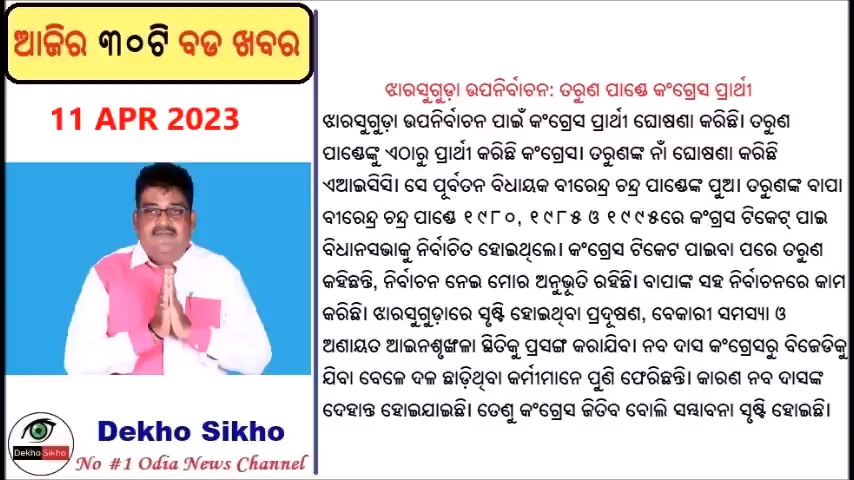 ଆଜିର ୩୦ଟି ବଡ ଖବର
11 APR 2023
Dekho Sikho
Dekho Sikho
No #1 Odia News Channel
ଝାରସୁଗୁଡ଼ା ଉପନିର୍ବାଚନ: ତରୁଣ ପାଣ୍ଡେ କଂଗ୍ରେସ ପ୍ରାର୍ଥୀ
ଝାରସୁଗୁଡ଼ା ଉପନିର୍ବାଚନ ପାଇଁ କଂଗ୍ରେସ ପ୍ରାର୍ଥୀ ଘୋଷଣା କରିଛି। ତରୁଣ
ପାଣ୍ଡେଙ୍କୁ ଏଠାରୁ ପ୍ରାର୍ଥୀ କରିଛି କଂଗ୍ରେସ। ତରୁଣଙ୍କ ନାଁ ଘୋଷଣା କରିଛି
ଏଆଇସିସି। ସେ ପୂର୍ବତନ ବିଧାୟକ ବୀରେନ୍ଦ୍ର ଚନ୍ଦ୍ର ପାଣ୍ଡେଙ୍କ ପୁଅ। ତରୁଣଙ୍କ ବାପା
ବୀରେନ୍ଦ୍ର ଚନ୍ଦ୍ର ପାଣ୍ଡେ ୧୯୮୦, ୧୯୮୫ ଓ ୧୯୯୫ରେ କଂଗ୍ରସ ଟିକେଟ୍ ପାଇ
ବିଧାନସଭାକୁ ନିର୍ବାଚିତ ହୋଇଥିଲେ। କଂଗ୍ରେସ ଟିକେଟ ପାଇବା ପରେ ତରୁଣ
କହିଛନ୍ତି, ନିର୍ବାଚନ ନେଇ ମୋର ଅନୁଭୂତି ରହିଛି। ବାପାଙ୍କ ସହ ନିର୍ବାଚନରେ କାମ
କରିଛି। ଝାରସୁଗୁଡ଼ାରେ ସୃଷ୍ଟି ହୋଇଥିବା ପ୍ରଦୂଷଣ, ବେକାରୀ ସମସ୍ୟା ଓ
ଅଣାୟତ ଆଇନଶୃଙ୍ଖଳା ସ୍ଥିତିକୁ ପ୍ରସଙ୍ଗ କରାଯିବ। ନବ ଦାସ କଂଗ୍ରେସରୁ ବିଜେଡିକୁ
ଯିବା ବେଳେ ଦଳ ଛାଡ଼ିଥିବା କର୍ମୀମାନେ ପୁଣି ଫେରିଛନ୍ତି। କାରଣ ନବ ଦାସଙ୍କ
ଦେହାନ୍ତ ହୋଇଯାଇଛି। ତେଣୁ କଂଗ୍ରେସ ଜିତିବ ବୋଲି ସମ୍ଭାବନା ସୃଷ୍ଟି ହୋଇଛି।